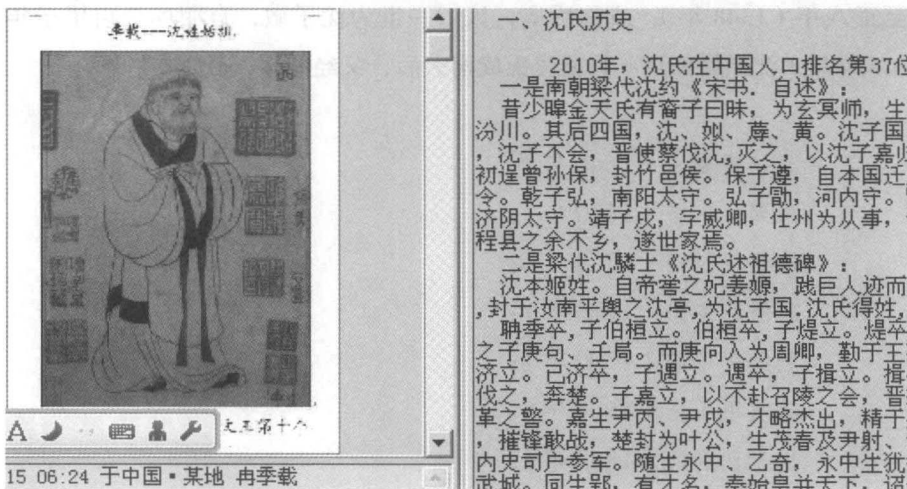 季载---沈姓始祖.
文王第十六
A
15 06:24 于中国·某地 冉季载
一、沈氏历史
2010年，沈氏在中国人口排名第37位
一是南朝梁代沈约《宋书．自述》：
昔少暤金天氏有裔子曰昧，为玄冥师，生
汾川。其后四国，沈、姒、蓐、黄。沈子国
，沈子不会，晋使蔡伐沈,灭之，以沈子嘉归
初逞曾孙保，封竹邑侯。保子遵，自本国迁
令。乾子弘，南阳太守。弘子勖，河内守。
济阴太守。靖子戎，字威卿，仕州为从事，
程县之余不乡，遂世家焉。
二是梁代沈驎士《沈氏述祖德碑》：
沈本姬姓。自帝喾之妃姜嫄，践巨人迹而
,封于汝南平舆之沈亭,为沈子国.沈氏得姓,
聃季卒,子伯桓立。伯桓卒,子煶立。煶卒
之子庚句、壬局。而庚向入为周卿，勤于王
济立。已济卒，子遇立。遇卒，子揖立。揖
伐之，奔楚。子嘉立，以不赴召陵之会，晋
革之警。嘉生尹丙、尹戊，才略杰出，精于
，摧锋敢战，楚封为叶公，生茂春及尹射、
内史司户参军。随生永中、乙奇，永中生犹
武城。同生郢，有才名，秦始皇并天下，诏